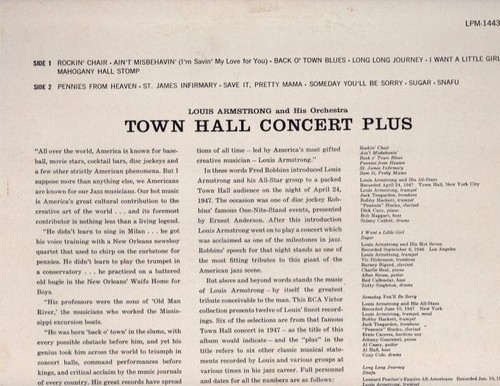 LPM-1443
SIDE 1 ROCKIN' CHAIR · AIN'T MISBEHAVIN' (I'm Savin' My Love for You) · BACK O' TOWN BLUES · LONG LONG JOURNEY · I WANT A LITTLE GIRL
MAHOGANY HALL STOMP
SIDE 2 PENNIES FROM HEAVEN · ST. JAMES INFIRMARY · SAVE IT, PRETTY MAMA · SOMEDAY YOU'LL BE SORRY · SUGAR · SNAFU
LOUIS ARMSTRONG and His Orchestra
TOWN HALL CONCERT PLUS
"All over the world, America is known for base-
ball, movie stars, cocktail bars, disc jockeys and
a few other strictly American phenomena. But I
suppose more than anything else, we Americans
are known for our Jazz musicians. Our hot music
is America's great cultural contribution to the
creative art of the world . . . and its foremost
contributor is nothing less than a living legend.
"He didn't learn to sing in Milan . . . he got
his voice training with a New Orleans newsboy
quartet that used to chirp on the curbstone for
pennies. He didn't learn to play the trumpet in
a conservatory . . . he practiced on a battered
old bugle in the New Orleans' Waifs Home for
Boys.
"His professors were the sons of 'Old Man
River,' the musicians who worked the Missis-
sippi excursion boats.
"He was born 'back o' town' in the slums, with
every possible obstacle before him, and yet his
genius took him across the world to triumph in
concert halls, command performances before
kings, and critical acclaim by the music journals
of every country. His great records have spread
tions of all time – led by America's most gifted
creative musician – Louis Armstrong."
In these words Fred Robbins introduced Louis
Armstrong and his All-Star group to a packed
Town Hall audience on the night of April 24,
1947. The occasion was one of disc jockey Rob-
bins' famous One-Nite-Stand events, presented
by Ernest Anderson. After this introduction
Louis Armstrong went on to play a concert which
was acclaimed as one of the milestones in jazz.
Robbins' speech for that night stands as one of
the most fitting tributes to this giant of the
American jazz scene.
But above and beyond words stands the music
of Louis Armstrong – by itself the greatest
tribute conceivable to the man. This RCA Victor
collection presents twelve of Louis' finest record-
ings. Six of the selections are from that famous
Town Hall concert in 1947 – as the title of this
album would indicate – and the "plus" in the
title refers to six other classic musical state-
ments recorded by Louis and various groups at
various times in his jazz career. Full personnel
and dates for all the numbers are as follows:
Rockin' Chair
Ain't Misbehavin'
Back o' Town Blues
Pennies from Heaven
St. James Infirmary
Save It, Pretty Mama
Louis Armstrong and His All-Stars
Recorded April 24, 1947 Town Hall, New York City
Louis Armstrong, trumpet
Jack Teagarden, trombone
Bobby Hackett, trumpet
"Peanuts" Hucko, clarinet
Dick Cary, piano
Bob Haggart, bass
Sidney Catlett, drums
I Want a Little Girl
Sugar
Louis Armstrong and His Hot Seven
Recorded September 6, 1946 Los Angeles
Louis Armstrong, trumpet
Vic Dickenson, trombone
Barney Bigard, clarinet
Charlie Beal, piano
Allan Reuss, guitar
Red Callender, bass
Zutty Singleton, drums
Someday You'll Be Sorry
Louis Armstrong and His All-Stars
Recorded June 10, 1947 New York
Louis Armstrong, trumpet, vocal
Bobby Hackett, trumpet
Jack Teagarden, trombone
"Peanuts" Hucko, clarinet
Ernie Caceres, baritone sax
Johnny Guarnieri, piano
Al Casey, guitar
Al Hall, bass
Cozy Cole, drums
Long Long Journey
Snafu
Leonard Feather's Esquire All-Americans Recorded Jan. 10,